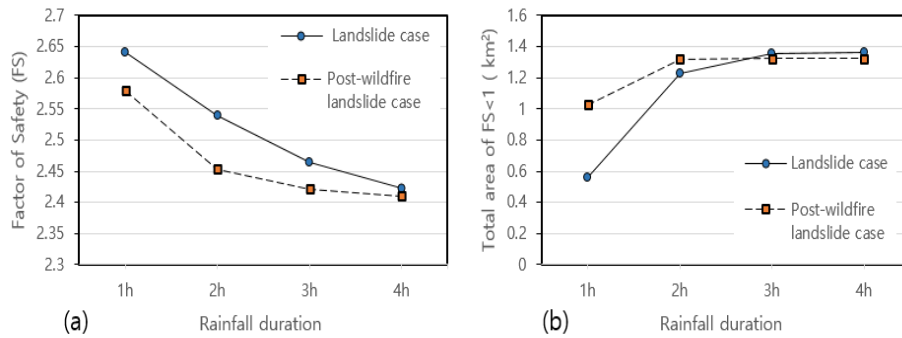 2.7
2.65
2.6
2.55
2.5
2.45
2.4
2.35
2.3
Factor of Safety (FS)
Landslide case
Post-wildfire
landslide case
1h 2h 3h 4h
(a) Rainfall duration
1.6
1.4
1.2
1
0.8
0.6
0.4
0.2
0
Total area of FS<1 ( km²)
Landslide case
Post-wildfire
landslide case
1h 2h 3h 4h
(b) Rainfall duration